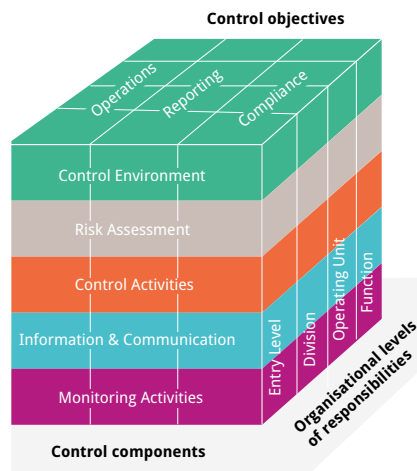 Control objectives
Operations
Reporting
Compliance
Control Environment
Risk Assessment
Control Activities
Information & Communication
Monitoring Activities
Entry Level
Division
Operating Unit
Function
Organisational levels
of responsibilities
Control components